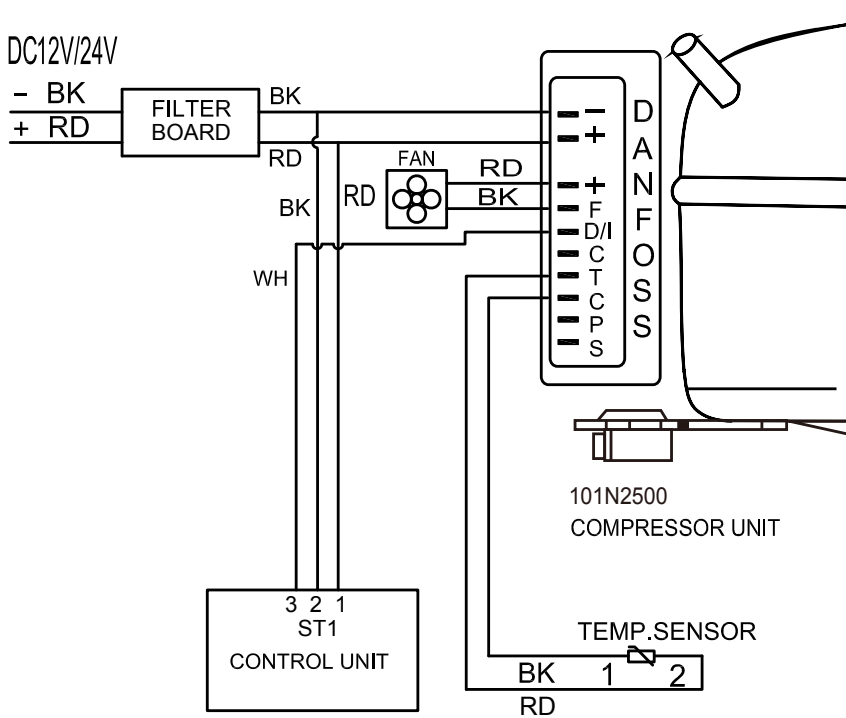 DC12V/24V
− BK
+ RD
FILTER
BOARD
BK
RD
FAN
RD
RD
BK
BK
WH
−
+
+
F
D/I
C
T
C
P
S
DANFOSS
101N2500
COMPRESSOR UNIT
3 2 1
ST1
CONTROL UNIT
TEMP.SENSOR
BK 1 2
RD